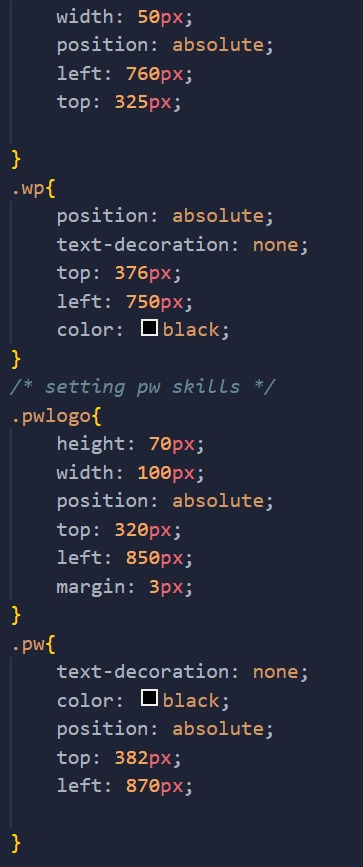 width: 50px;
position: absolute;
left: 760px;
top: 325px;
}
.wp{
position: absolute;
text-decoration: none;
top: 376px;
left: 750px;
color: black;
}
/* setting pw skills */
.pwlogo{
height: 70px;
width: 100px;
position: absolute;
top: 320px;
left: 850px;
margin: 3px;
}
.pw{
text-decoration: none;
color: black;
position: absolute;
top: 382px;
left: 870px;
}